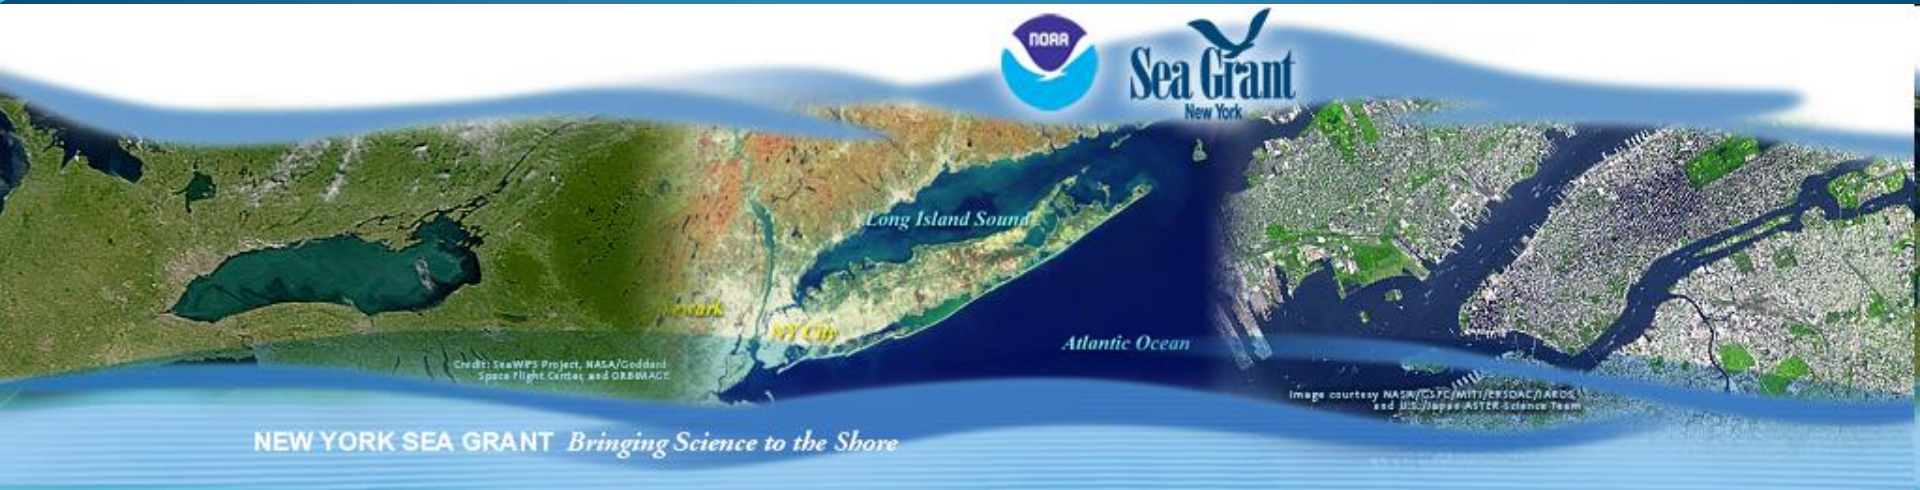 NOAA
Sea Grant
New York
Long Island Sound
Newark
NY City
Atlantic Ocean
Credit: SeaWiFS Project, NASA/Goddard
Space Flight Center, and ORBIMAGE
Image courtesy NASA/GSFC/MITI/ERSDAC/JAROS,
and U.S./Japan ASTER Science Team
NEW YORK SEA GRANT Bringing Science to the Shore